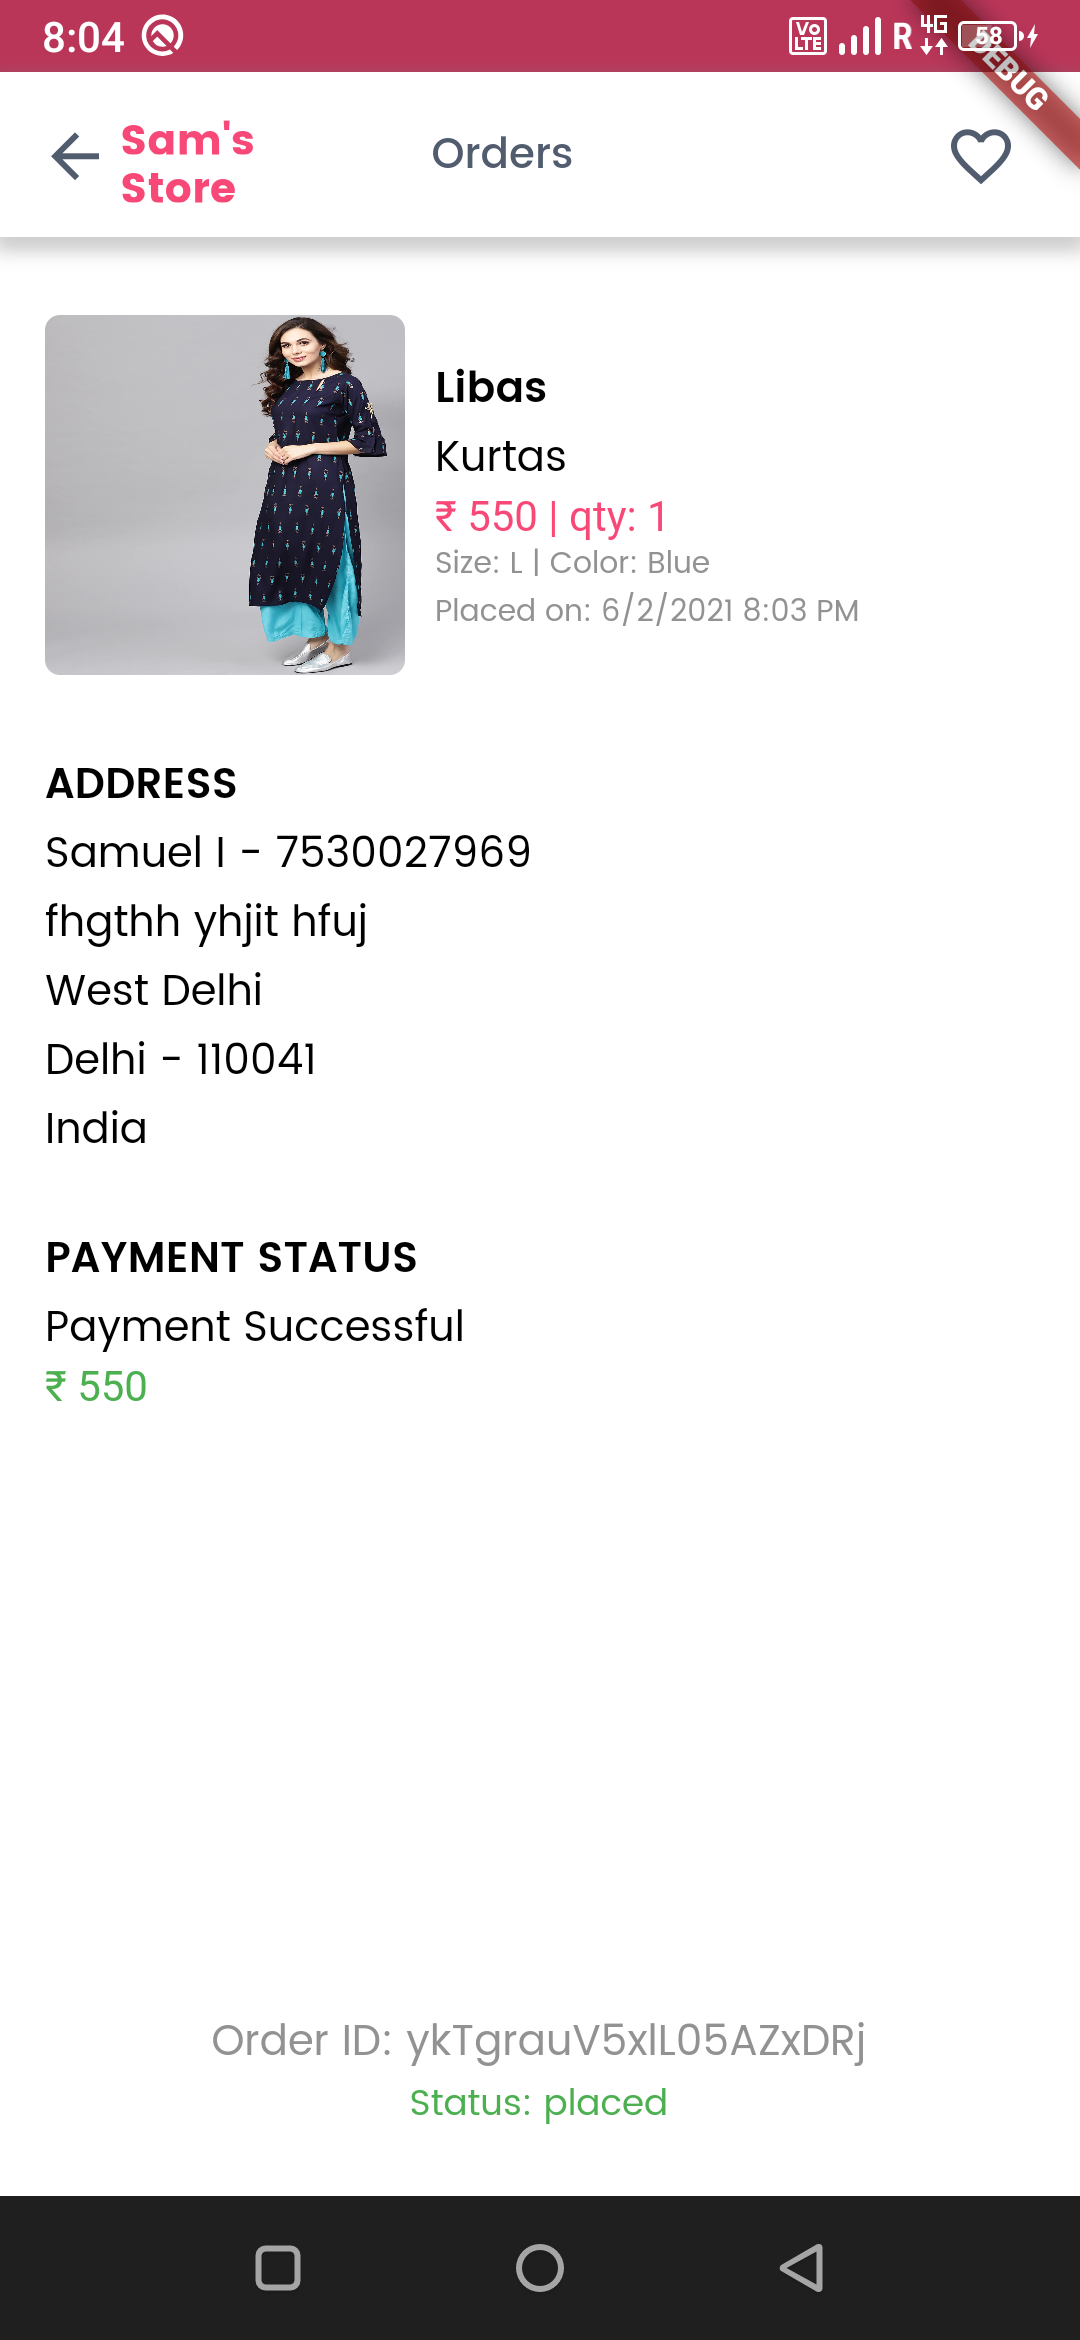 8:04 VO LTE R 4G 58
DEBUG
Sam's
Store
Orders
Libas
Kurtas
₹ 550 | qty: 1
Size: L | Color: Blue
Placed on: 6/2/2021 8:03 PM
ADDRESS
Samuel I - 7530027969
fhgthh yhjit hfuj
West Delhi
Delhi - 110041
India
PAYMENT STATUS
Payment Successful
₹ 550
Order ID: ykTgrauV5xlL05AZxDRj
Status: placed